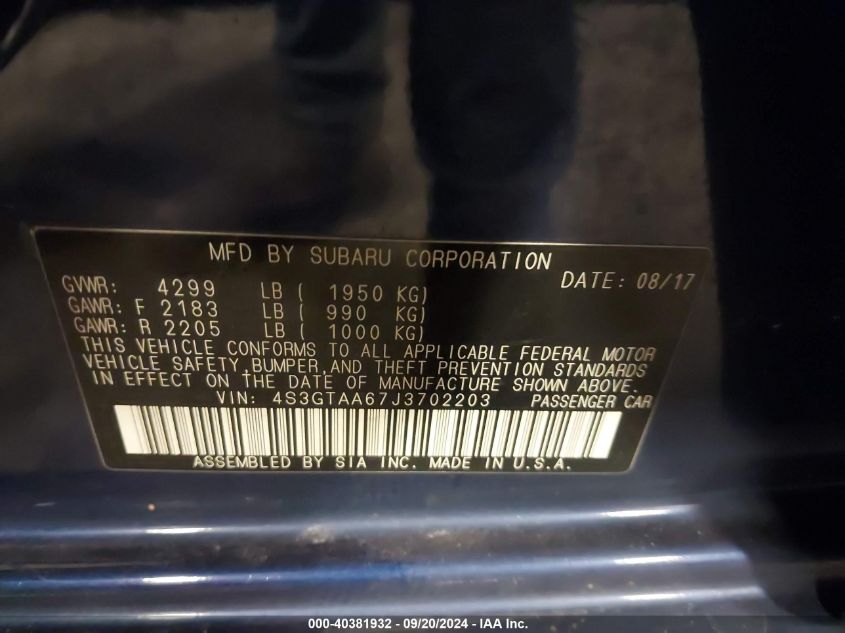 MFD BY SUBARU CORPORATION
DATE: 08/17
GVWR: 4299 LB ( 1950 KG)
GAWR: F 2183 LB ( 990 KG)
GAWR: R 2205 LB ( 1000 KG)
THIS VEHICLE CONFORMS TO ALL APPLICABLE FEDERAL MOTOR
VEHICLE SAFETY,BUMPER,AND THEFT PREVENTION STANDARDS
IN EFFECT ON THE DATE OF MANUFACTURE SHOWN ABOVE.
VIN: 4S3GTAA67J3702203 PASSENGER CAR
ASSEMBLED BY SIA INC. MADE IN U.S.A.
000-40381932 - 09/20/2024 - IAA Inc.